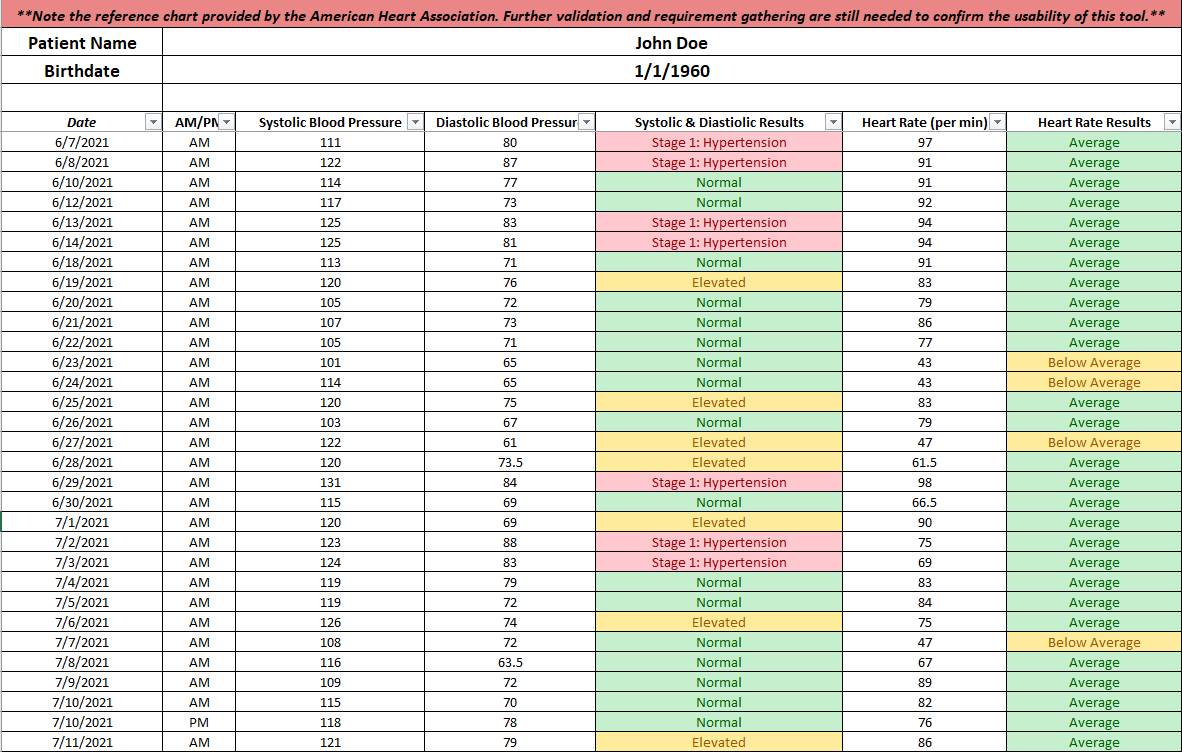 **Note the reference chart provided by the American Heart Association. Further validation and requirement gathering are still needed to confirm the usability of this tool.**
Patient Name John Doe
Birthdate 1/1/1960
Date AM/PM Systolic Blood Pressure Diastolic Blood Pressur Systolic & Diastiolic Results Heart Rate (per min) Heart Rate Results
6/7/2021 AM 111 80 Stage 1: Hypertension 97 Average
6/8/2021 AM 122 87 Stage 1: Hypertension 91 Average
6/10/2021 AM 114 77 Normal 91 Average
6/12/2021 AM 117 73 Normal 92 Average
6/13/2021 AM 125 83 Stage 1: Hypertension 94 Average
6/14/2021 AM 125 81 Stage 1: Hypertension 94 Average
6/18/2021 AM 113 71 Normal 91 Average
6/19/2021 AM 120 76 Elevated 83 Average
6/20/2021 AM 105 72 Normal 79 Average
6/21/2021 AM 107 73 Normal 86 Average
6/22/2021 AM 105 71 Normal 77 Average
6/23/2021 AM 101 65 Normal 43 Below Average
6/24/2021 AM 114 65 Normal 43 Below Average
6/25/2021 AM 120 75 Elevated 83 Average
6/26/2021 AM 103 67 Normal 79 Average
6/27/2021 AM 122 61 Elevated 47 Below Average
6/28/2021 AM 120 73.5 Elevated 61.5 Average
6/29/2021 AM 131 84 Stage 1: Hypertension 98 Average
6/30/2021 AM 115 69 Normal 66.5 Average
7/1/2021 AM 120 69 Elevated 90 Average
7/2/2021 AM 123 88 Stage 1: Hypertension 75 Average
7/3/2021 AM 124 83 Stage 1: Hypertension 69 Average
7/4/2021 AM 119 79 Normal 83 Average
7/5/2021 AM 119 72 Normal 84 Average
7/6/2021 AM 126 74 Elevated 75 Average
7/7/2021 AM 108 72 Normal 47 Below Average
7/8/2021 AM 116 63.5 Normal 67 Average
7/9/2021 AM 109 72 Normal 89 Average
7/10/2021 AM 115 70 Normal 82 Average
7/10/2021 PM 118 78 Normal 76 Average
7/11/2021 AM 121 79 Elevated 86 Average